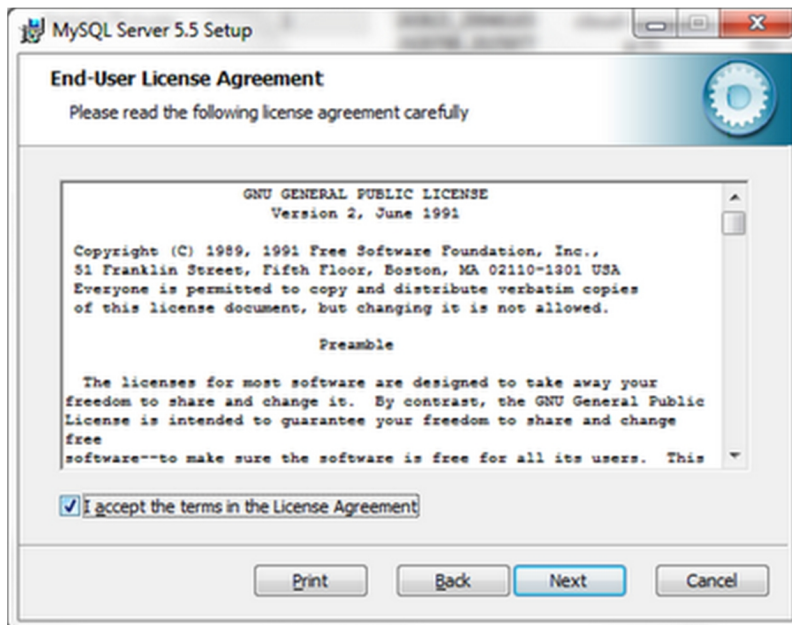 MySQL Server 5.5 Setup
End-User License Agreement
Please read the following license agreement carefully
GNU GENERAL PUBLIC LICENSE
Version 2, June 1991
Copyright (C) 1989, 1991 Free Software Foundation, Inc.,
51 Franklin Street, Fifth Floor, Boston, MA 02110-1301 USA
Everyone is permitted to copy and distribute verbatim copies
of this license document, but changing it is not allowed.
Preamble
The licenses for most software are designed to take away your
freedom to share and change it. By contrast, the GNU General Public
License is intended to guarantee your freedom to share and change
free
software--to make sure the software is free for all its users. This
I accept the terms in the License Agreement
Print Back Next Cancel